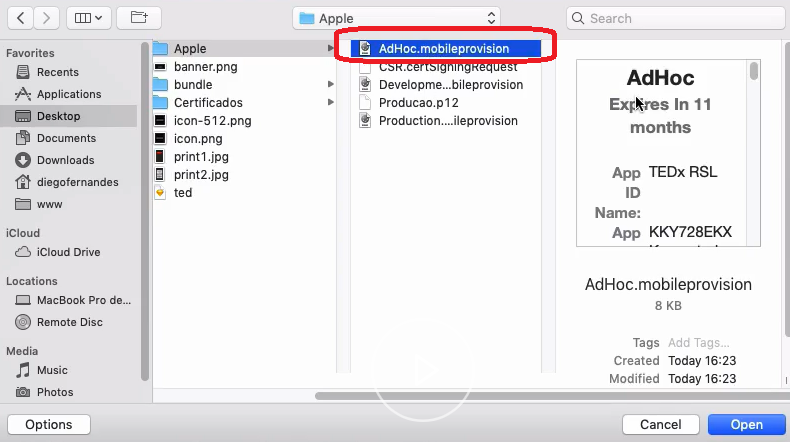 Apple
Search
Favorites
Recents
Applications
Desktop
Documents
Downloads
diegofernandes
www
iCloud
iCloud Drive
Locations
MacBook Pro de...
Remote Disc
Media
Music
Photos
Apple
banner.png
bundle
Certificados
icon-512.png
icon.png
print1.jpg
print2.jpg
ted
AdHoc.mobileprovision
CSR.certSigningRequest
Developme...bileprovision
Producao.p12
Production....ileprovision
AdHoc
Expires In 11
months
App TEDx RSL
ID
Name:
App KKY728EKX
AdHoc.mobileprovision
8 KB
Tags Add Tags...
Created Today 16:23
Modified Today 16:23
Options
Cancel
Open